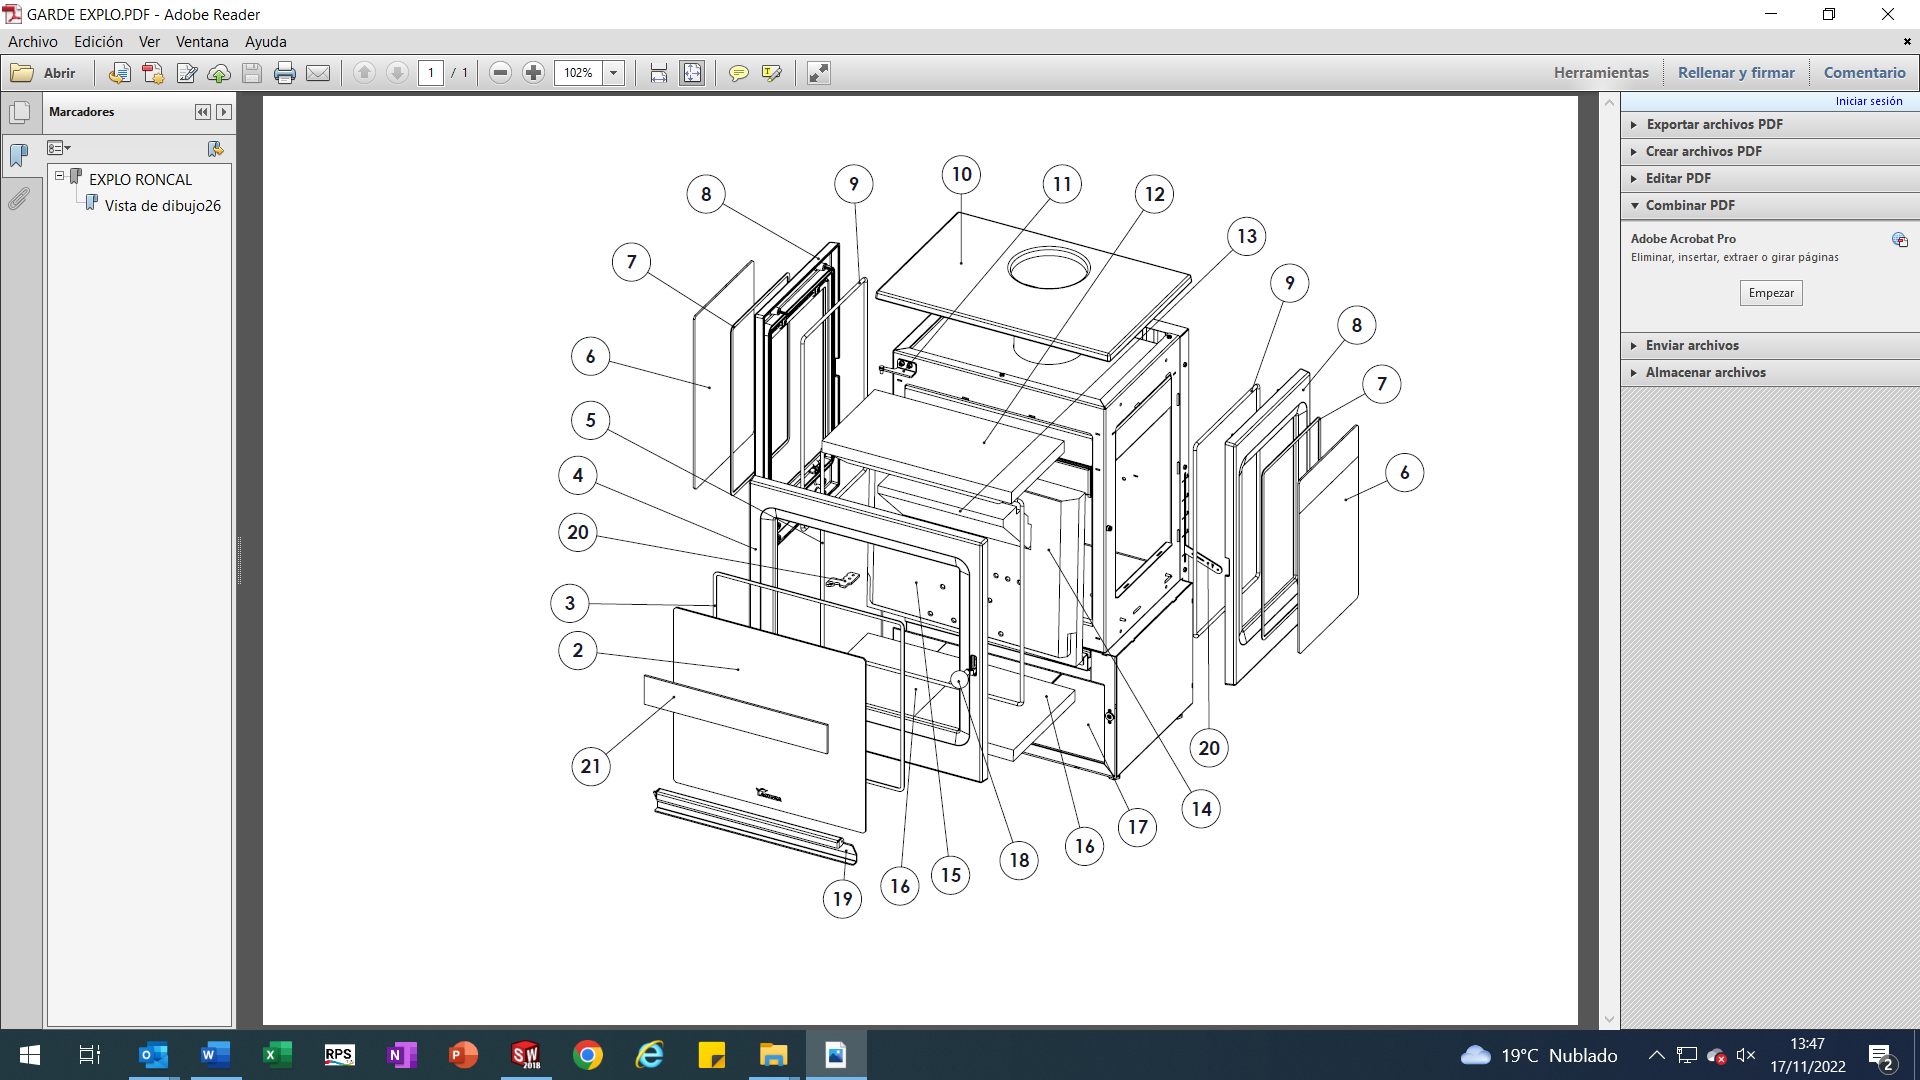 GARDE EXPLO.PDF - Adobe Reader
Archivo Edición Ver Ventana Ayuda
Abrir 1 / 1 102% Herramientas Rellenar y firmar Comentario
Marcadores
EXPLO RONCAL
Vista de dibujo26
10
9
11
8
12
13
7
9
8
6
7
5
6
4
20
3
2
20
21
14
17
16
18
15
16
19
Iniciar sesión
Exportar archivos PDF
Crear archivos PDF
Editar PDF
Combinar PDF
Adobe Acrobat Pro
Eliminar, insertar, extraer o girar páginas
Empezar
Enviar archivos
Almacenar archivos
RPS
SW
2018
19°C Nublado
13:47
17/11/2022
2